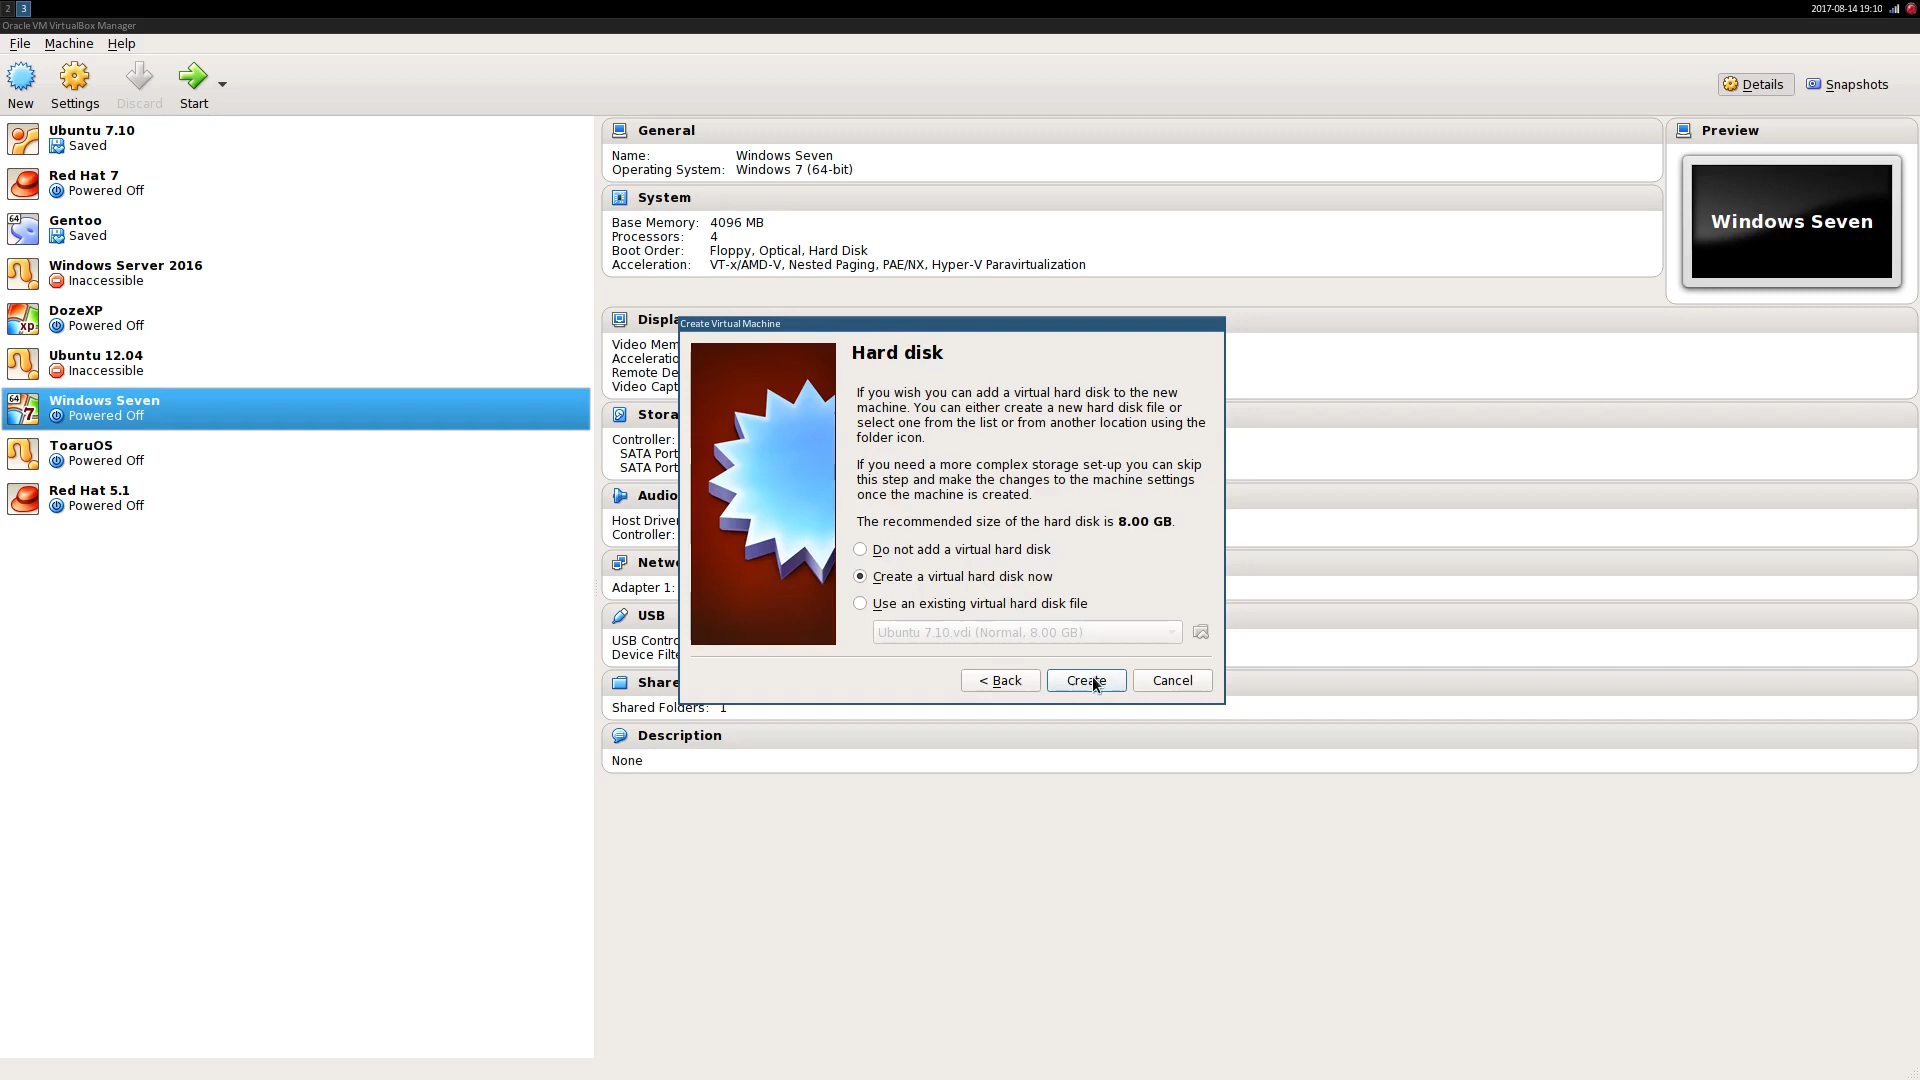 2 3
2017-08-14 19:10
Oracle VM VirtualBox Manager
File Machine Help
New Settings Discard Start
Details Snapshots
Ubuntu 7.10
Saved
Red Hat 7
Powered Off
64
Gentoo
Saved
Windows Server 2016
Inaccessible
xp
DozeXP
Powered Off
Ubuntu 12.04
Inaccessible
64
7
Windows Seven
Powered Off
ToaruOS
Powered Off
Red Hat 5.1
Powered Off
General
Name: Windows Seven
Operating System: Windows 7 (64-bit)
System
Base Memory: 4096 MB
Processors: 4
Boot Order: Floppy, Optical, Hard Disk
Acceleration: VT-x/AMD-V, Nested Paging, PAE/NX, Hyper-V Paravirtualization
Preview
Windows Seven
Displa
Video Mem
Acceleratio
Remote De
Video Capt
Stora
Controller:
SATA Port
SATA Port
Audio
Host Driver
Controller:
Netwo
Adapter 1:
USB
USB Contro
Device Filte
Share
Shared Folders: 1
Description
None
Create Virtual Machine
Hard disk
If you wish you can add a virtual hard disk to the new
machine. You can either create a new hard disk file or
select one from the list or from another location using the
folder icon.
If you need a more complex storage set-up you can skip
this step and make the changes to the machine settings
once the machine is created.
The recommended size of the hard disk is 8.00 GB.
Do not add a virtual hard disk
Create a virtual hard disk now
Use an existing virtual hard disk file
Ubuntu 7.10.vdi (Normal, 8.00 GB)
< Back Create Cancel